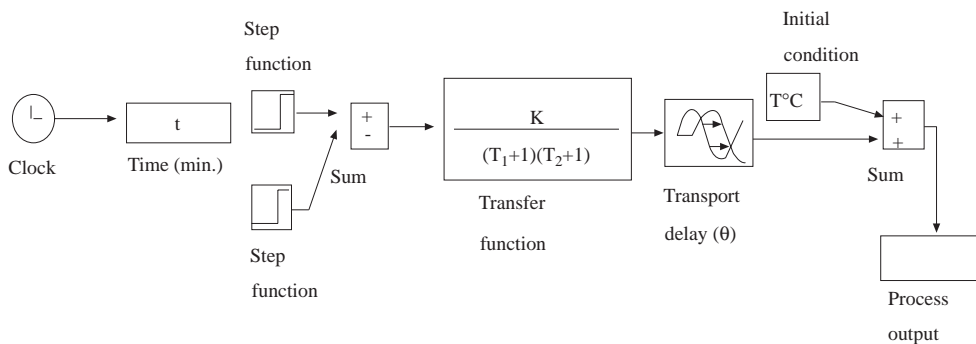 Step
function
Initial
condition
t
+
-
K
(T₁+1)(T₂+1)
T°C
+
+
Clock
Time (min.)
Sum
Transfer
function
Transport
delay (θ)
Sum
Step
function
Process
output